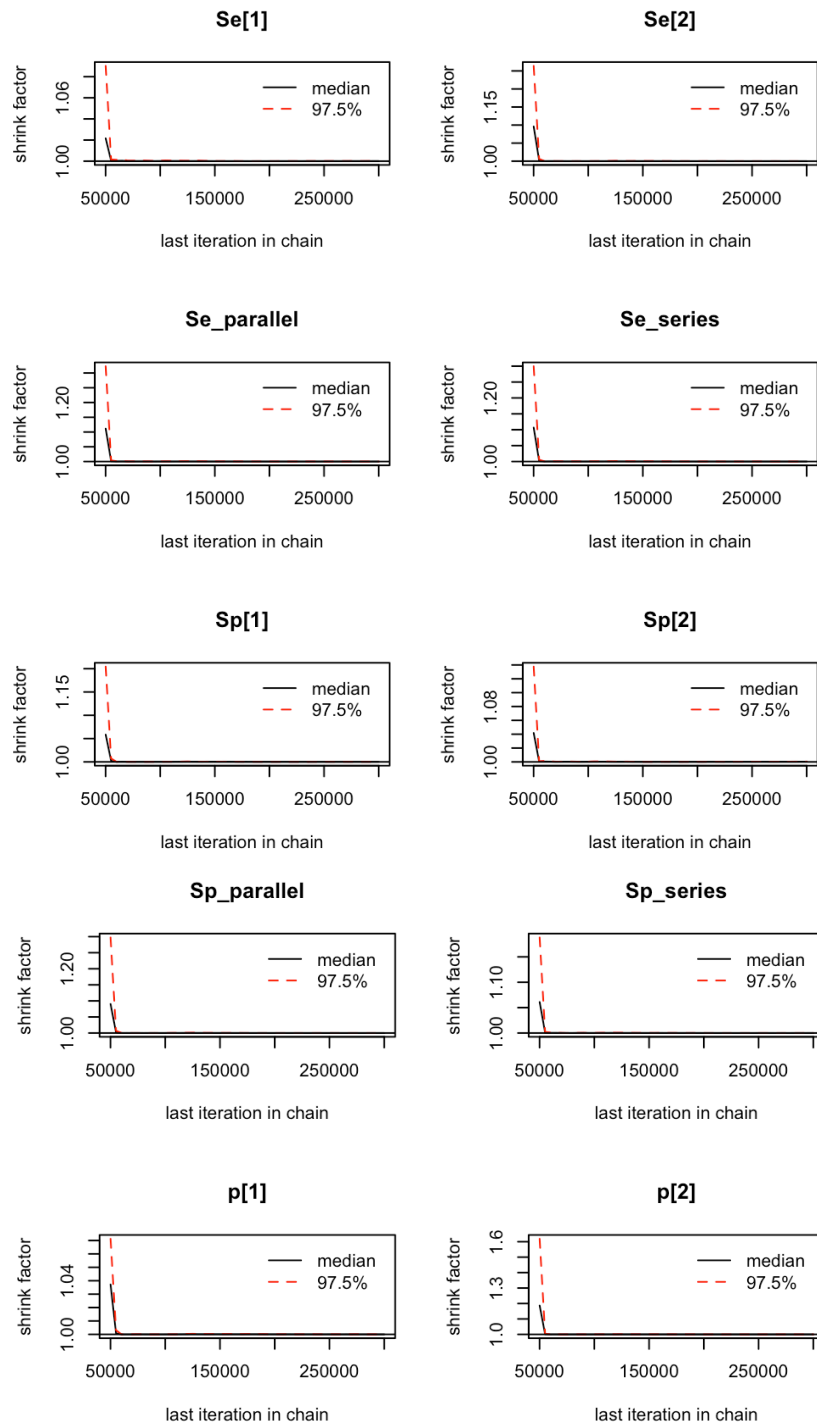 Se[1]
shrink factor
1.00 1.06
median
97.5%
50000 150000 250000
last iteration in chain
Se[2]
shrink factor
1.00 1.15
median
97.5%
50000 150000 250000
last iteration in chain
Se_parallel
shrink factor
1.00 1.20
median
97.5%
50000 150000 250000
last iteration in chain
Se_series
shrink factor
1.00 1.20
median
97.5%
50000 150000 250000
last iteration in chain
Sp[1]
shrink factor
1.00 1.15
median
97.5%
50000 150000 250000
last iteration in chain
Sp[2]
shrink factor
1.00 1.08
median
97.5%
50000 150000 250000
last iteration in chain
Sp_parallel
shrink factor
1.00 1.20
median
97.5%
50000 150000 250000
last iteration in chain
Sp_series
shrink factor
1.00 1.10
median
97.5%
50000 150000 250000
last iteration in chain
p[1]
shrink factor
1.00 1.04
median
97.5%
50000 150000 250000
last iteration in chain
p[2]
shrink factor
1.0 1.3 1.6
median
97.5%
50000 150000 250000
last iteration in chain